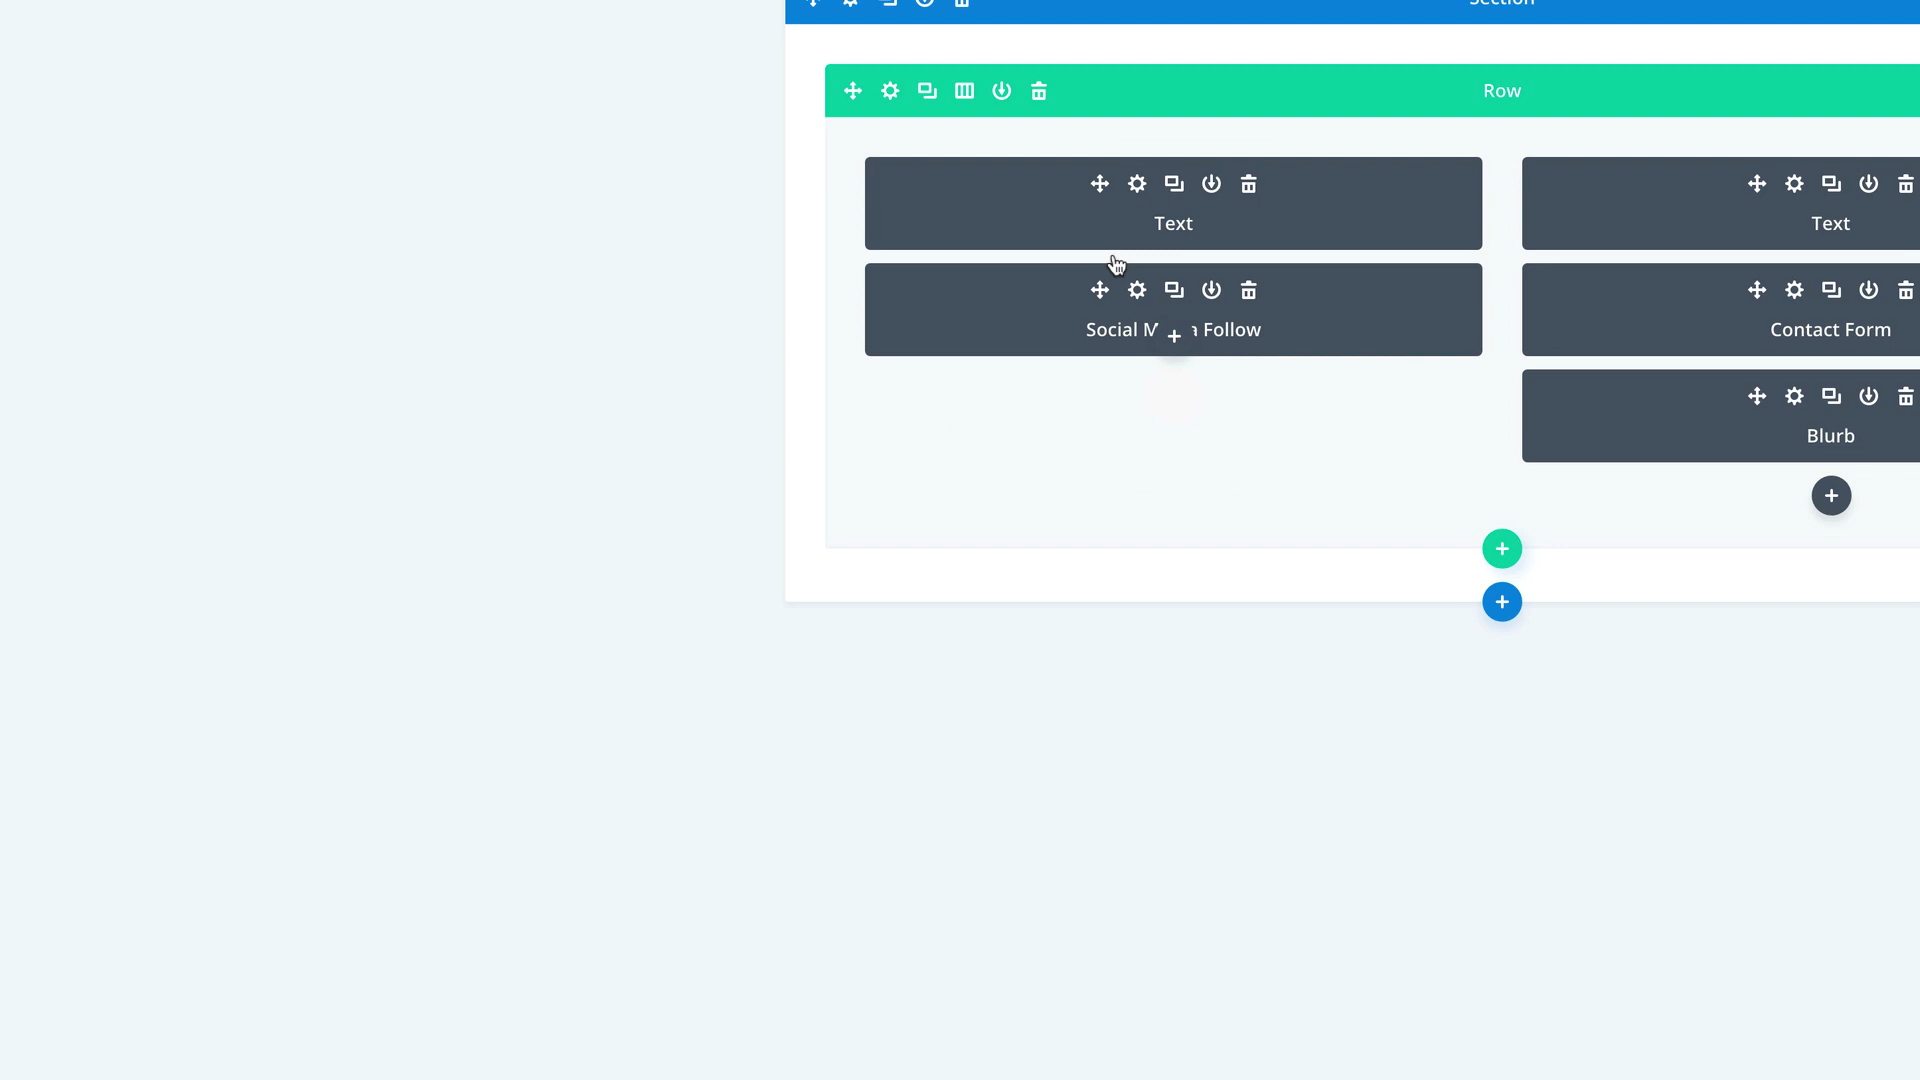 Section
Row
Text
Social Follow
Text
Contact Form
Blurb